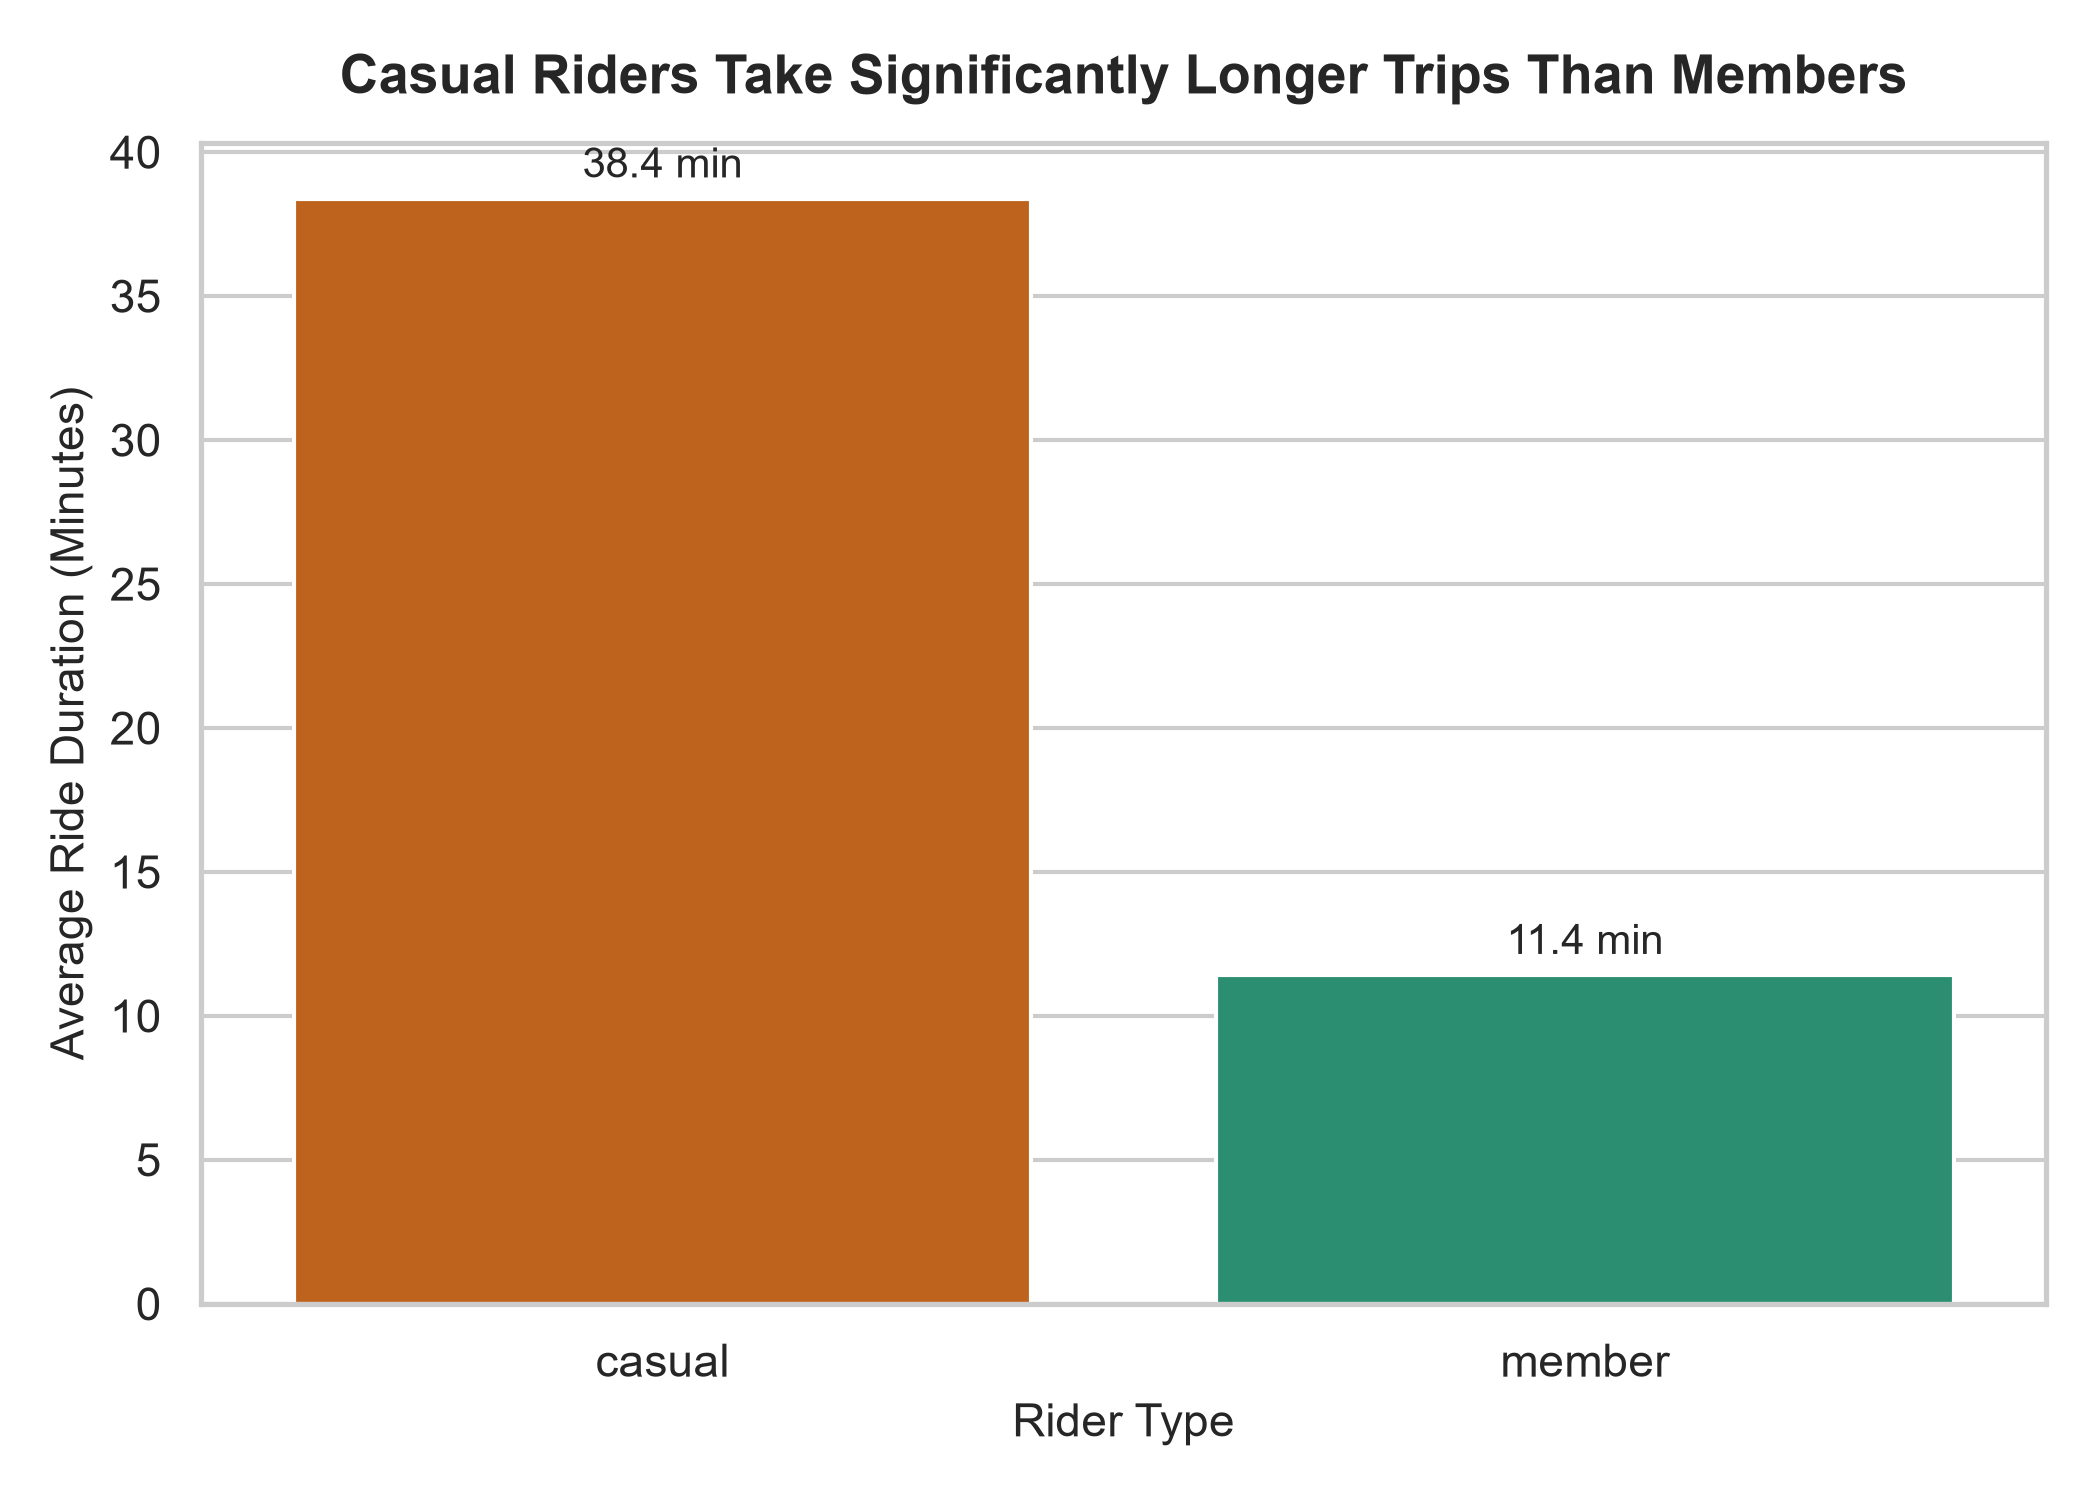 Casual Riders Take Significantly Longer Trips Than Members
40
38.4 min
35
30
25
20
15
11.4 min
10
5
0
Average Ride Duration (Minutes)
casual
member
Rider Type